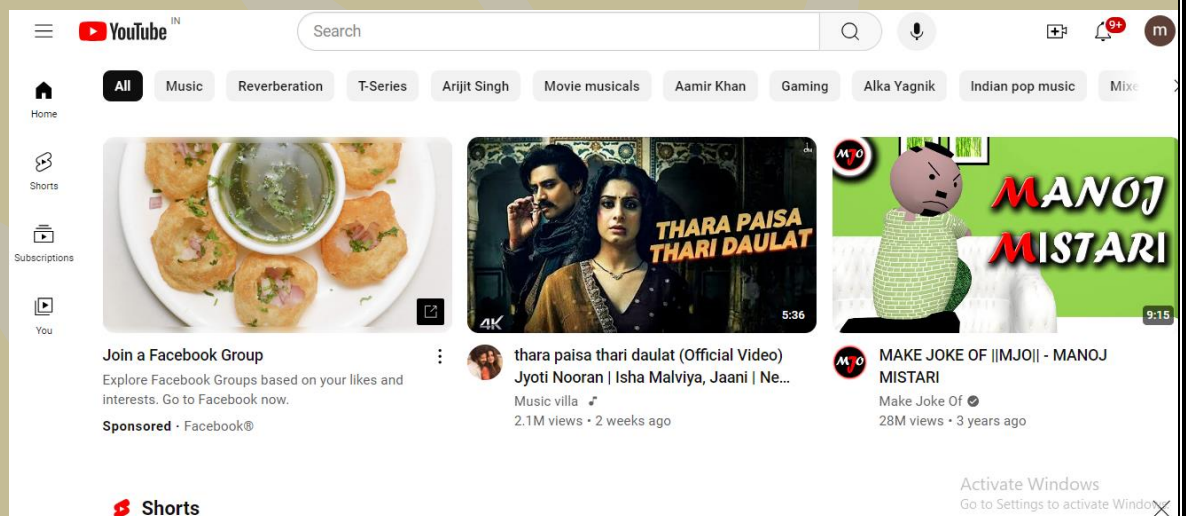 YouTube IN
Search
9+
m
All
Music
Reverberation
T-Series
Arijit Singh
Movie musicals
Aamir Khan
Gaming
Alka Yagnik
Indian pop music
Mixe
Home
Shorts
Subscriptions
You
THARA PAISA
THARI DAULAT
4K
5:36
MJO
MANOJ
MISTARI
9:15
Join a Facebook Group
Explore Facebook Groups based on your likes and
interests. Go to Facebook now.
Sponsored · Facebook®
thara paisa thari daulat (Official Video)
Jyoti Nooran | Isha Malviya, Jaani | Ne...
Music villa
2.1M views • 2 weeks ago
MJO
MAKE JOKE OF ||MJO|| - MANOJ
MISTARI
Make Joke Of
28M views • 3 years ago
Shorts
Activate Windows
Go to Settings to activate Windows.